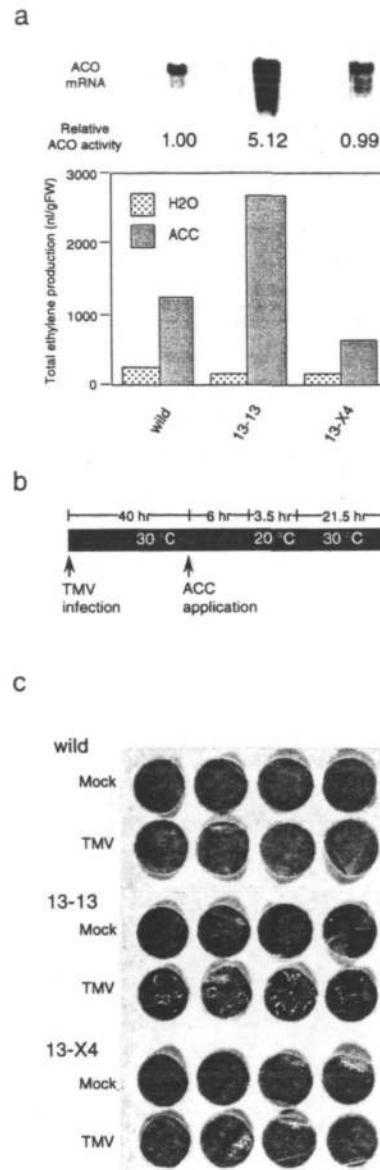 a
ACO
mRNA
Relative
ACO activity
1.00 5.12 0.99
Total ethylene production (nl/gFW)
3000
2000
1000
0
H2O
ACC
wild 13-13 13-X4
b
40 hr 6 hr 3.5 hr 21.5 hr
30 °C 20 °C 30 °C
TMV
infection
ACC
application
c
wild
Mock
TMV
13-13
Mock
TMV
13-X4
Mock
TMV